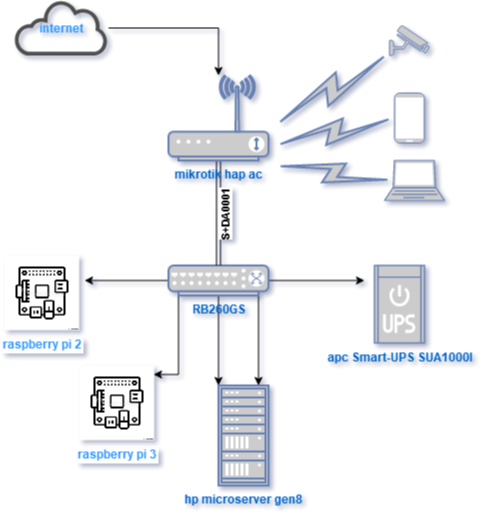 internet
mikrotik hap ac
S+DA0001
RB260GS
raspberry pi 2
UPS
apc Smart-UPS SUA1000I
raspberry pi 3
hp microserver gen8